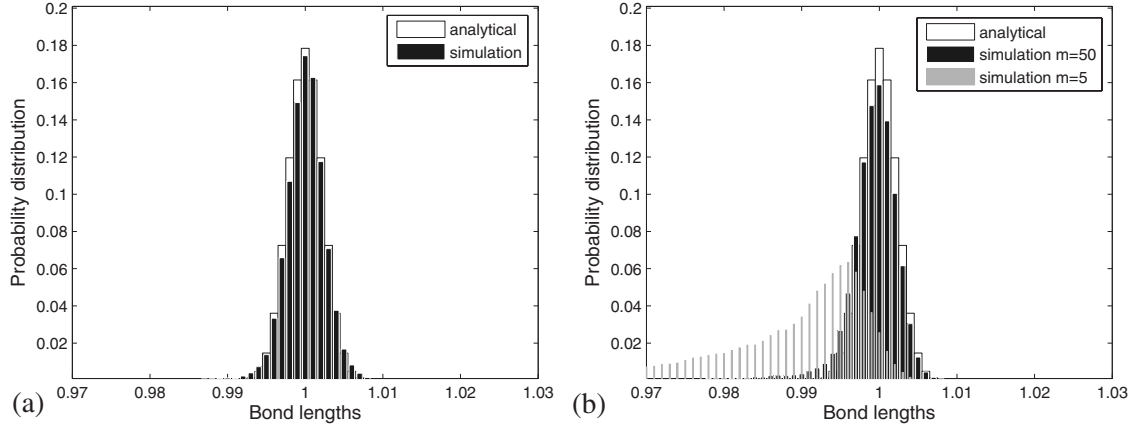 0.2
0.18
0.16
0.14
0.12
0.1
0.08
0.06
0.04
0.02
Probability distribution
analytical
simulation
0.97 0.98 0.99 1 1.01 1.02 1.03
Bond lengths
(a)
0.2
0.18
0.16
0.14
0.12
0.1
0.08
0.06
0.04
0.02
Probability distribution
analytical
simulation m=50
simulation m=5
0.97 0.98 0.99 1 1.01 1.02 1.03
Bond lengths
(b)